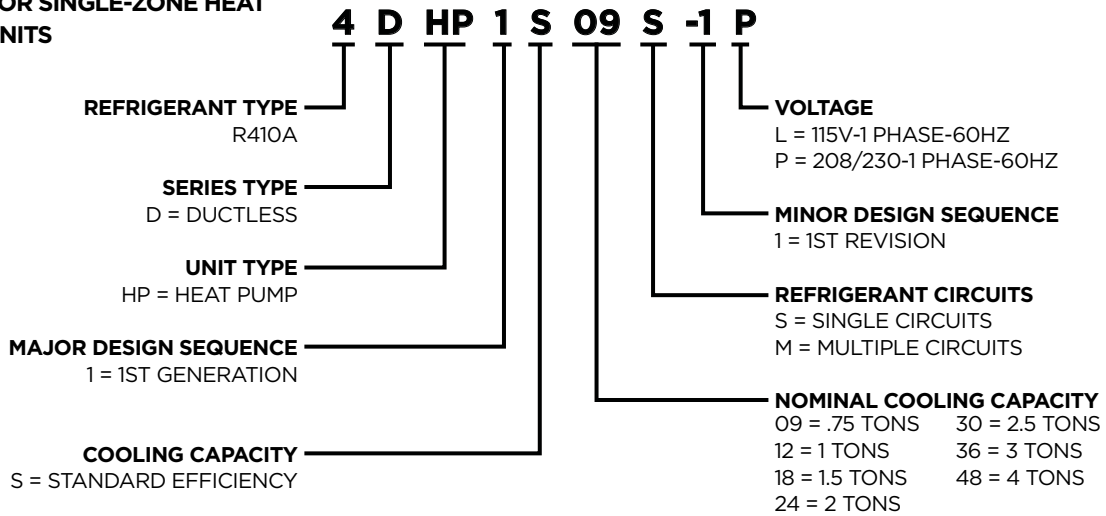 OR SINGLE-ZONE HEAT
NITS
4 D HP 1 S 09 S -1 P
REFRIGERANT TYPE
R410A
SERIES TYPE
D = DUCTLESS
UNIT TYPE
HP = HEAT PUMP
MAJOR DESIGN SEQUENCE
1 = 1ST GENERATION
COOLING CAPACITY
S = STANDARD EFFICIENCY
VOLTAGE
L = 115V-1 PHASE-60HZ
P = 208/230-1 PHASE-60HZ
MINOR DESIGN SEQUENCE
1 = 1ST REVISION
REFRIGERANT CIRCUITS
S = SINGLE CIRCUITS
M = MULTIPLE CIRCUITS
NOMINAL COOLING CAPACITY
09 = .75 TONS 30 = 2.5 TONS
12 = 1 TONS 36 = 3 TONS
18 = 1.5 TONS 48 = 4 TONS
24 = 2 TONS